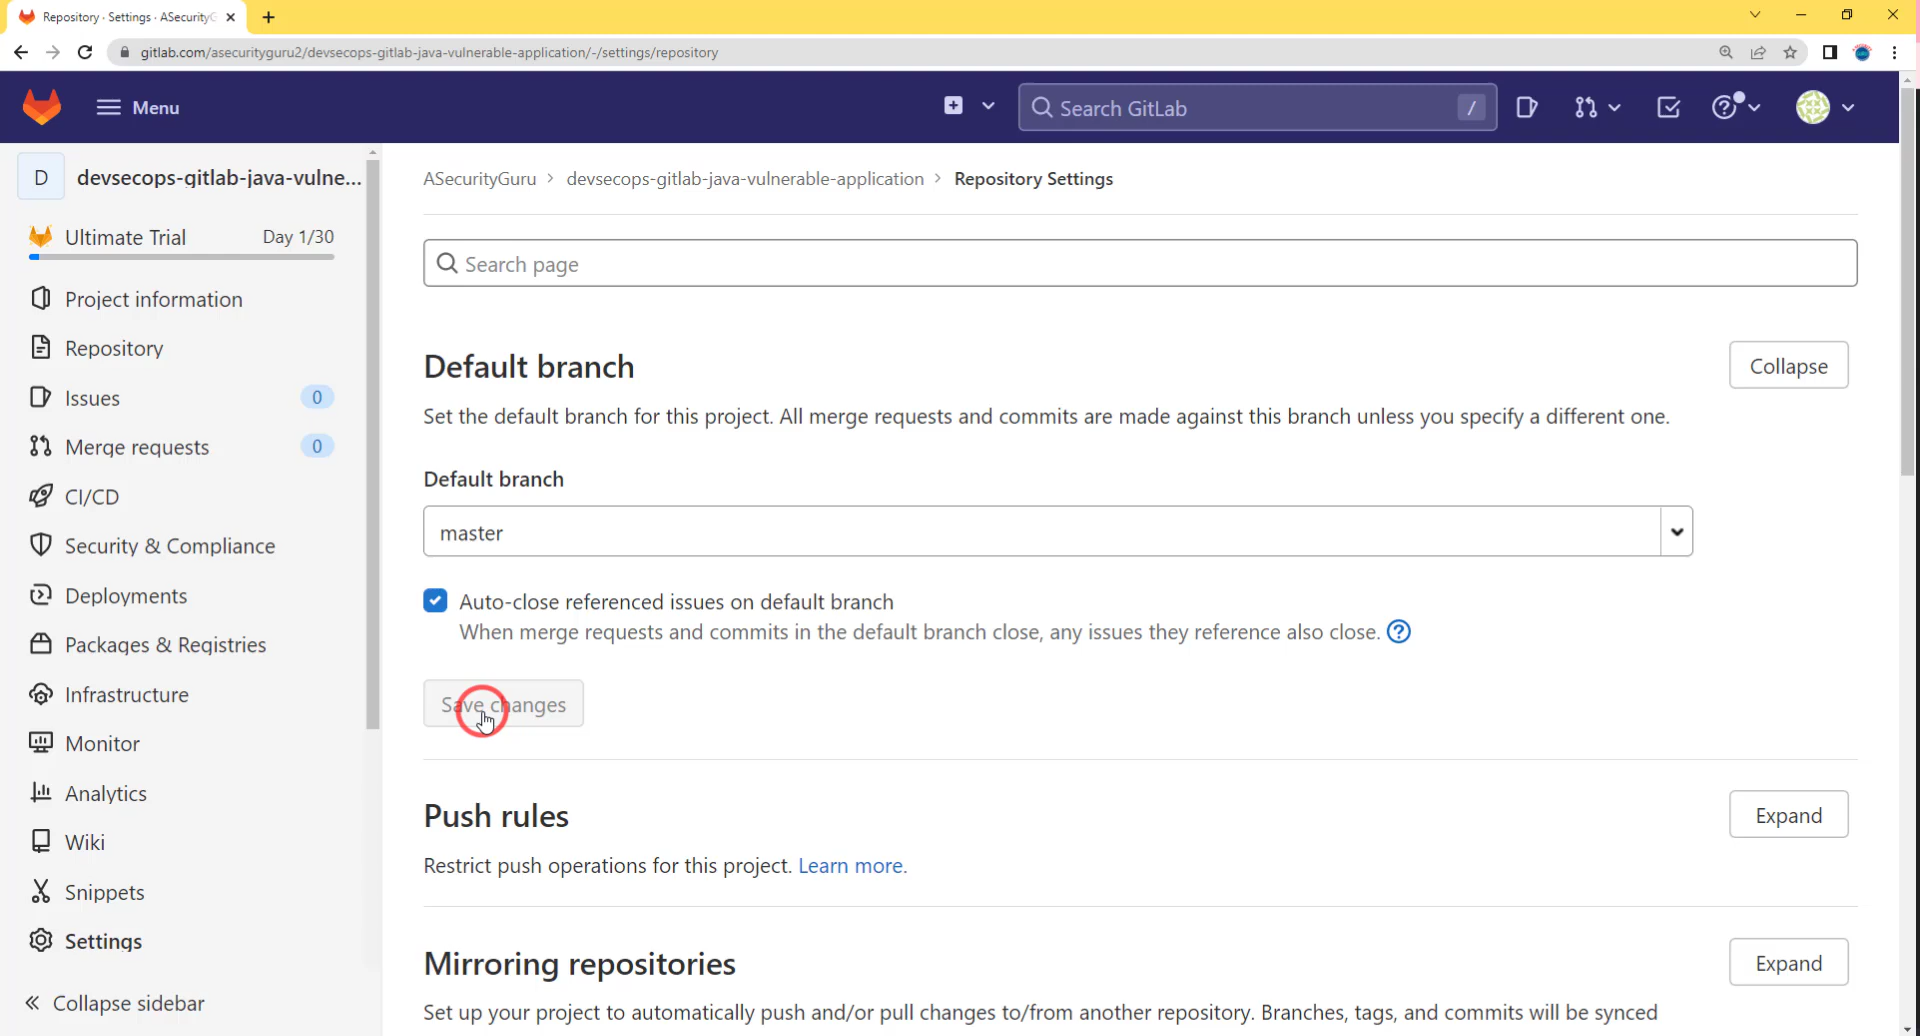 Repository · Settings · ASecurityG
gitlab.com/asecurityguru2/devsecops-gitlab-java-vulnerable-application/-/settings/repository
Menu
Search GitLab
/
D
devsecops-gitlab-java-vulne...
Ultimate Trial
Day 1/30
Project information
Repository
Issues
0
Merge requests
0
CI/CD
Security & Compliance
Deployments
Packages & Registries
Infrastructure
Monitor
Analytics
Wiki
Snippets
Settings
Collapse sidebar
ASecurityGuru > devsecops-gitlab-java-vulnerable-application > Repository Settings
Search page
Default branch
Collapse
Set the default branch for this project. All merge requests and commits are made against this branch unless you specify a different one.
Default branch
master
Auto-close referenced issues on default branch
When merge requests and commits in the default branch close, any issues they reference also close.
Save changes
Push rules
Expand
Restrict push operations for this project. Learn more.
Mirroring repositories
Expand
Set up your project to automatically push and/or pull changes to/from another repository. Branches, tags, and commits will be synced